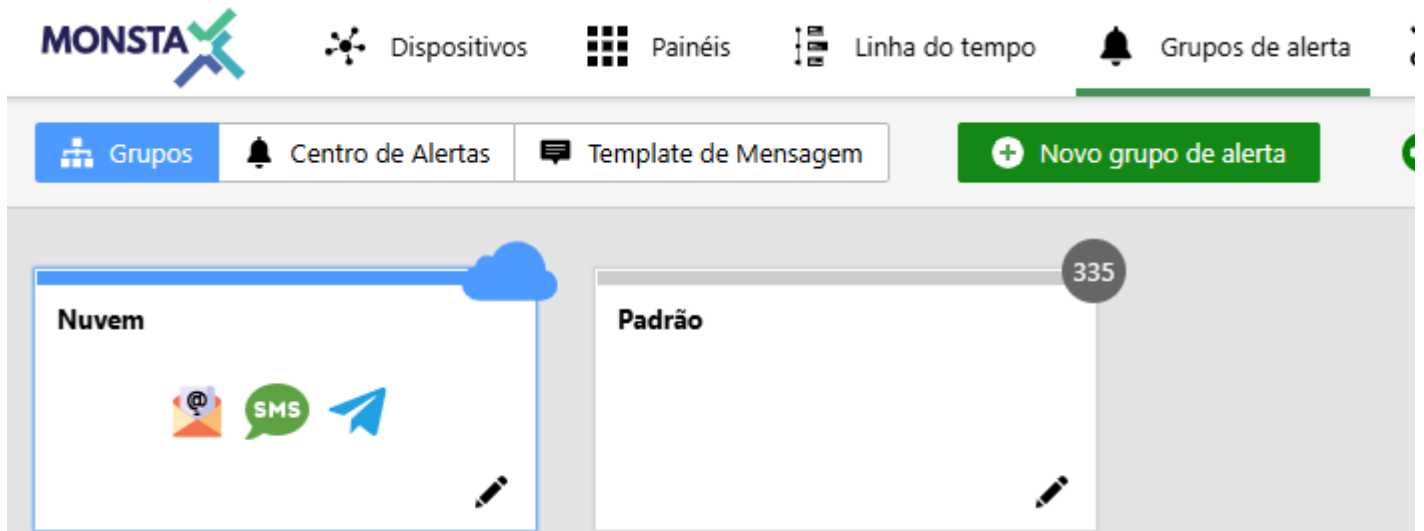 MONSTA Dispositivos Painéis Linha do tempo Grupos de alerta
Grupos Centro de Alertas Template de Mensagem Novo grupo de alerta
335
Nuvem Padrão
@ SMS